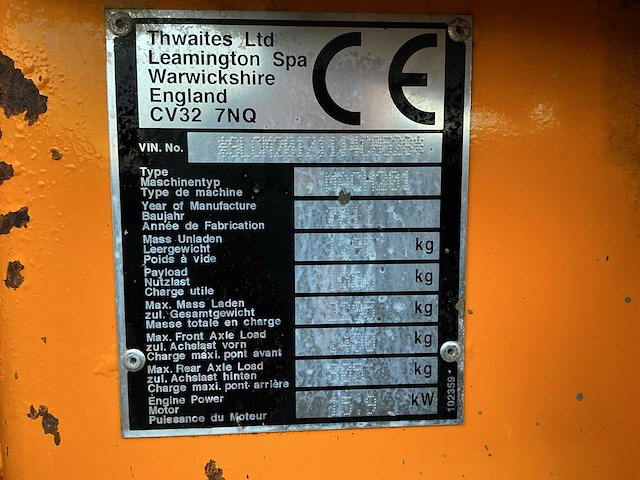 Thwaites Ltd
Leamington Spa
Warwickshire
England
CV32 7NQ
CE
VIN. No.
Type
Maschinentyp
Type de machine
Year of Manufacture
Baujahr
Année de Fabrication
Mass Unladen
Leergewicht
Poids à vide
kg
Payload
Nutzlast
Charge utile
kg
Max. Mass Laden
zul. Gesamtgewicht
Masse totale en charge
kg
Max. Front Axle Load
zul. Achslast vorn
Charge maxi. pont avant
kg
Max. Rear Axle Load
zul. Achslast hinten
Charge maxi. pont arrière
kg
Engine Power
Motor
Puissance du Moteur
kW
102359